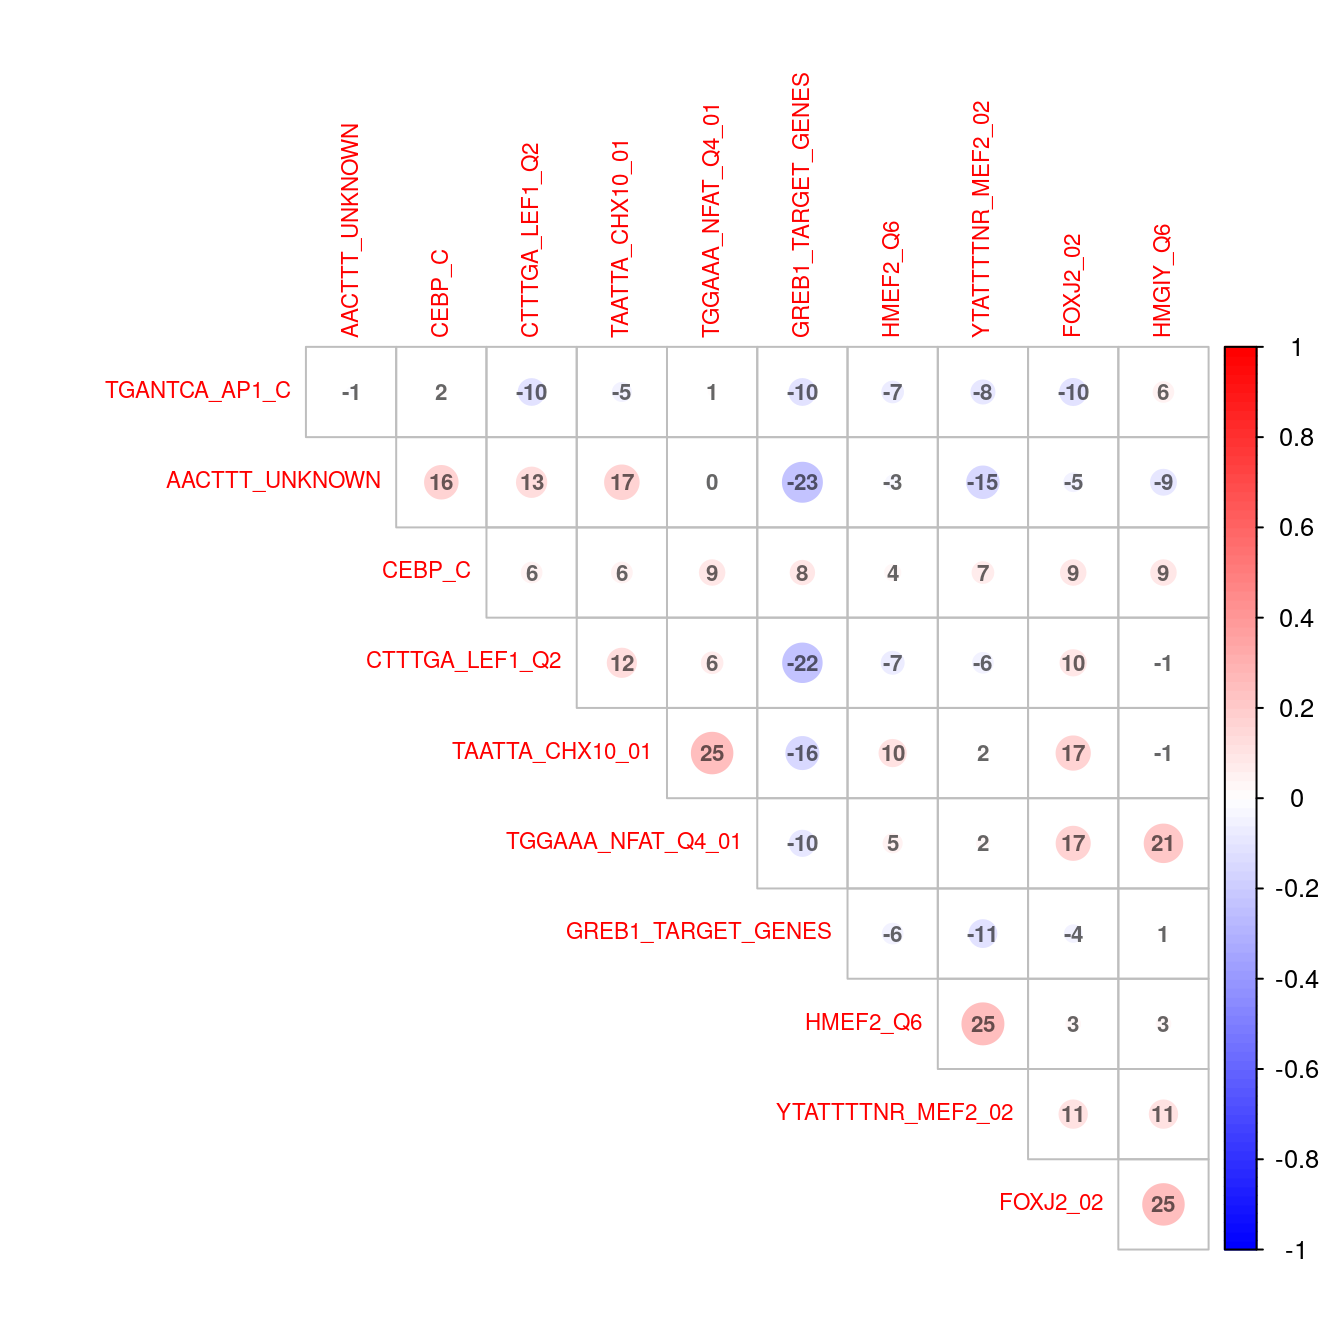 AACTTT_UNKNOWN
CEBP_C
CTTTGA_LEF1_Q2
TAATTA_CHX10_01
TGGAAA_NFAT_Q4_01
GREB1_TARGET_GENES
HMEF2_Q6
YTATTTTNR_MEF2_02
FOXJ2_02
HMGIY_Q6
TGANTCA_AP1_C -1 2 -10 -5 1 -10 -7 -8 -10 6
AACTTT_UNKNOWN 16 13 17 0 -23 -3 -15 -5 -9
CEBP_C 6 6 9 8 4 7 9 9
CTTTGA_LEF1_Q2 12 6 -22 -7 -6 10 -1
TAATTA_CHX10_01 25 -16 10 2 17 -1
TGGAAA_NFAT_Q4_01 -10 5 2 17 21
GREB1_TARGET_GENES -6 -11 -4 1
HMEF2_Q6 25 3 3
YTATTTTNR_MEF2_02 11 11
FOXJ2_02 25
1
0.8
0.6
0.4
0.2
0
-0.2
-0.4
-0.6
-0.8
-1